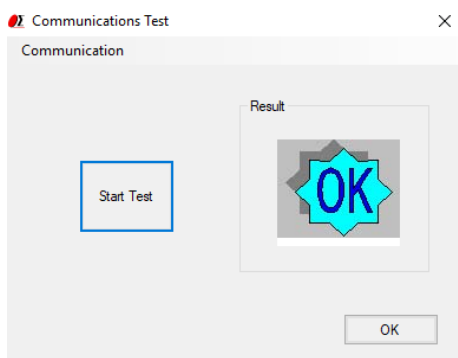 Communications Test
Communication
Result
Start Test
OK
OK